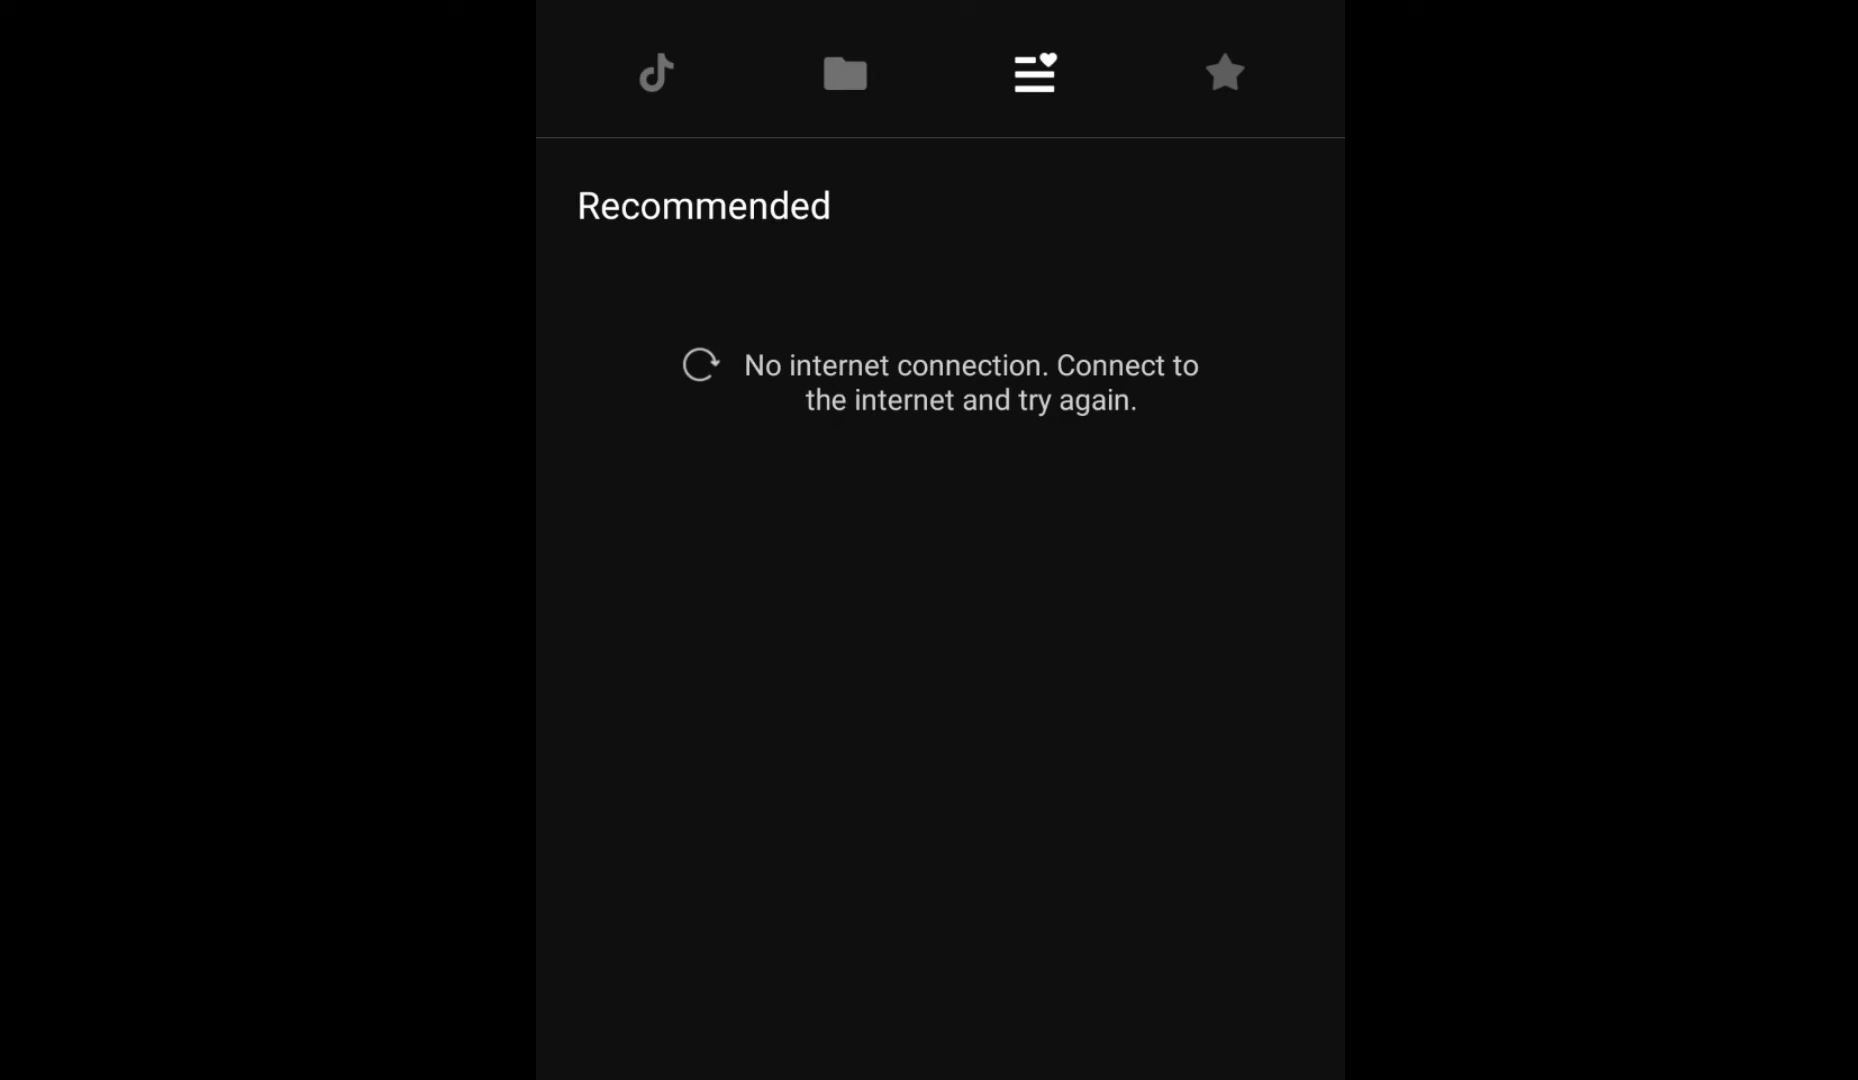 Recommended
No internet connection. Connect to
the internet and try again.